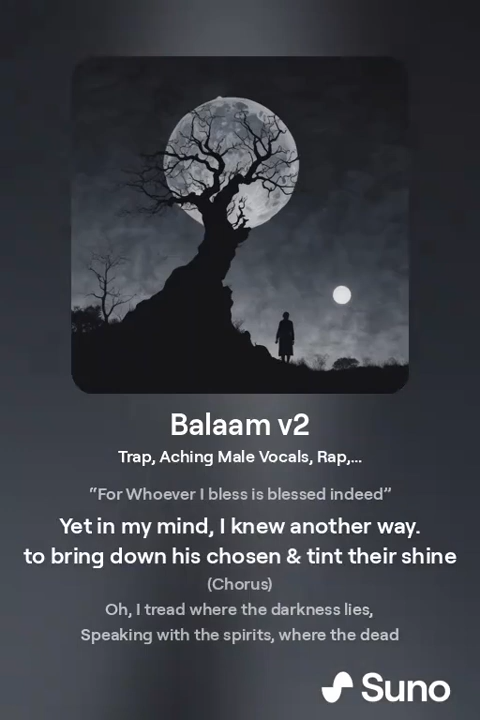 Balaam v2
Trap, Aching Male Vocals, Rap,...
“For Whoever I bless is blessed indeed”
Yet in my mind, I knew another way.
to bring down his chosen & tint their shine
(Chorus)
Oh, I tread where the darkness lies,
Speaking with the spirits, where the dead
Suno